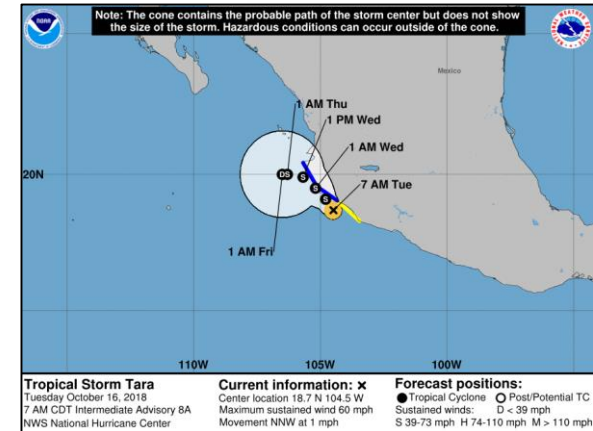 Note: The cone contains the probable path of the storm center but does not show
the size of the storm. Hazardous conditions can occur outside of the cone.
NOAA
Mexico
1 AM Thu
1 PM Wed
1 AM Wed
20N
DS
S
S
S
7 AM Tue
1 AM Fri
110W
105W
100W
Tropical Storm Tara
Tuesday October 16, 2018
7 AM CDT Intermediate Advisory 8A
NWS National Hurricane Center
Current information: ×
Center location 18.7 N 104.5 W
Maximum sustained wind 60 mph
Movement NNW at 1 mph
Forecast positions:
● Tropical Cyclone ○ Post/Potential TC
Sustained winds: D < 39 mph
S 39-73 mph H 74-110 mph M > 110 mph